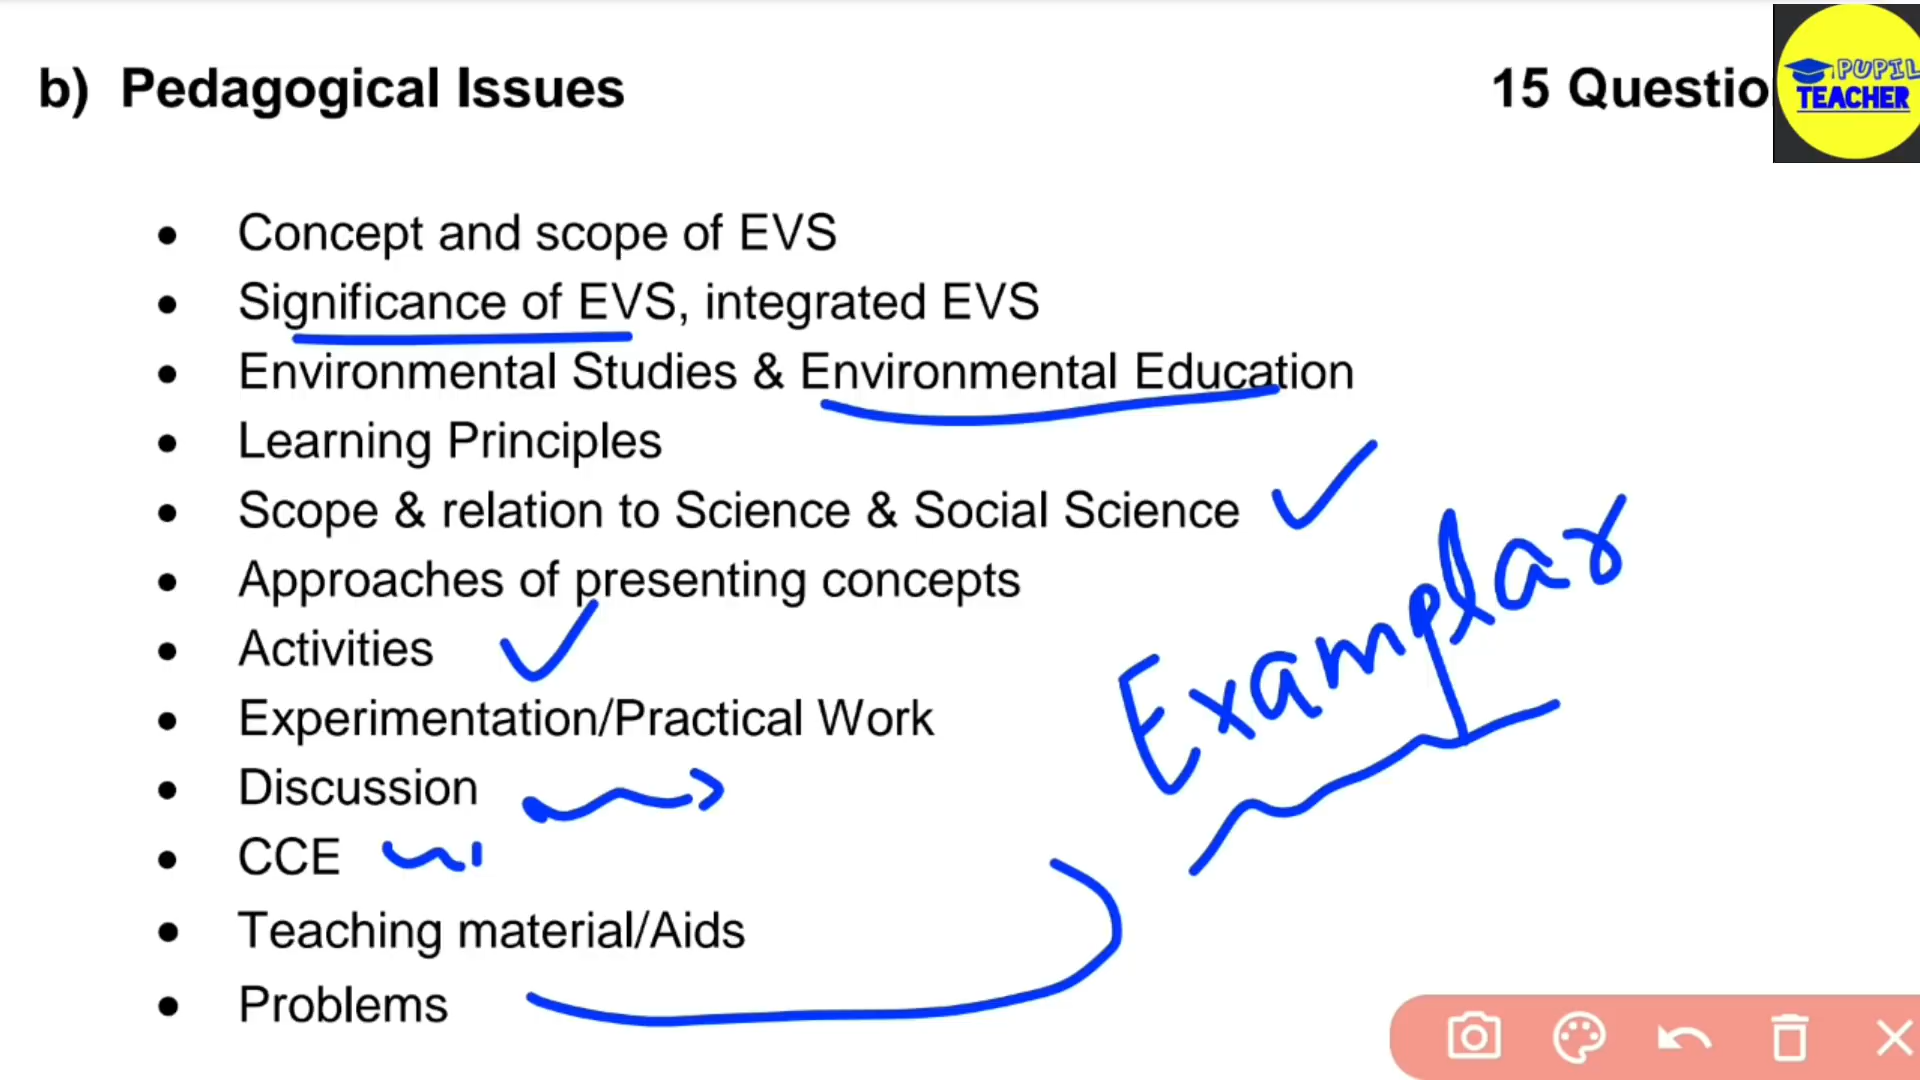 b) Pedagogical Issues 15 Questio
PUPIL
TEACHER
• Concept and scope of EVS
• Significance of EVS, integrated EVS
• Environmental Studies & Environmental Education
• Learning Principles
• Scope & relation to Science & Social Science
• Approaches of presenting concepts
• Activities
• Experimentation/Practical Work
• Discussion
• CCE
• Teaching material/Aids
• Problems
Examplar